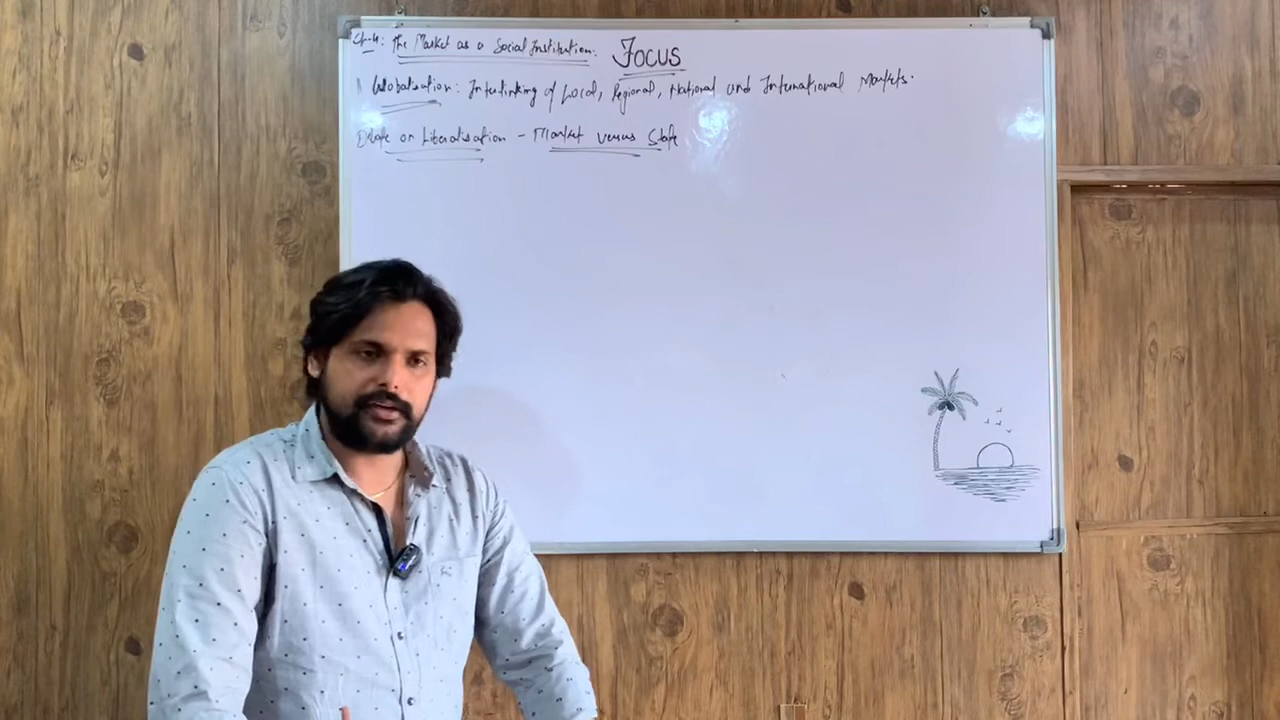 Ch-4: The Market as a Social Institution: FOCUS
Globalisation: Interlinking of Local, Regional, National and International Markets.
Debate on Liberalisation - Market versus State